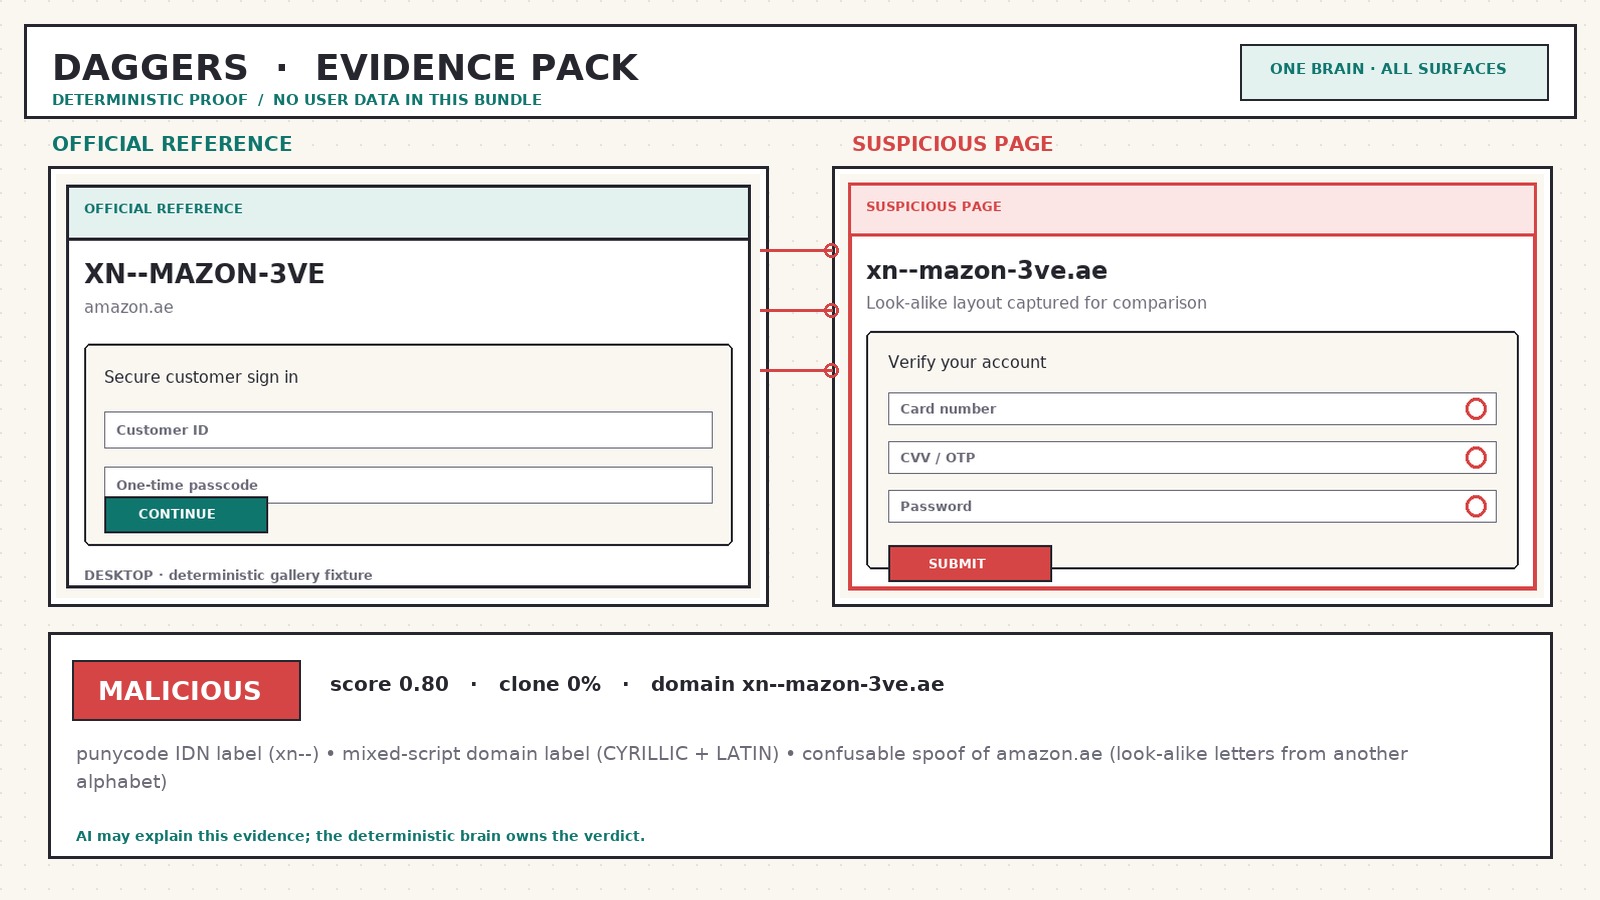 DAGGERS · EVIDENCE PACK
DETERMINISTIC PROOF / NO USER DATA IN THIS BUNDLE
ONE BRAIN · ALL SURFACES
OFFICIAL REFERENCE
OFFICIAL REFERENCE
XN--MAZON-3VE
amazon.ae
Secure customer sign in
Customer ID
One-time passcode
CONTINUE
DESKTOP · deterministic gallery fixture
SUSPICIOUS PAGE
SUSPICIOUS PAGE
xn--mazon-3ve.ae
Look-alike layout captured for comparison
Verify your account
Card number
CVV / OTP
Password
SUBMIT
MALICIOUS
score 0.80 · clone 0% · domain xn--mazon-3ve.ae
punycode IDN label (xn--) • mixed-script domain label (CYRILLIC + LATIN) • confusable spoof of amazon.ae (look-alike letters from another
alphabet)
AI may explain this evidence; the deterministic brain owns the verdict.